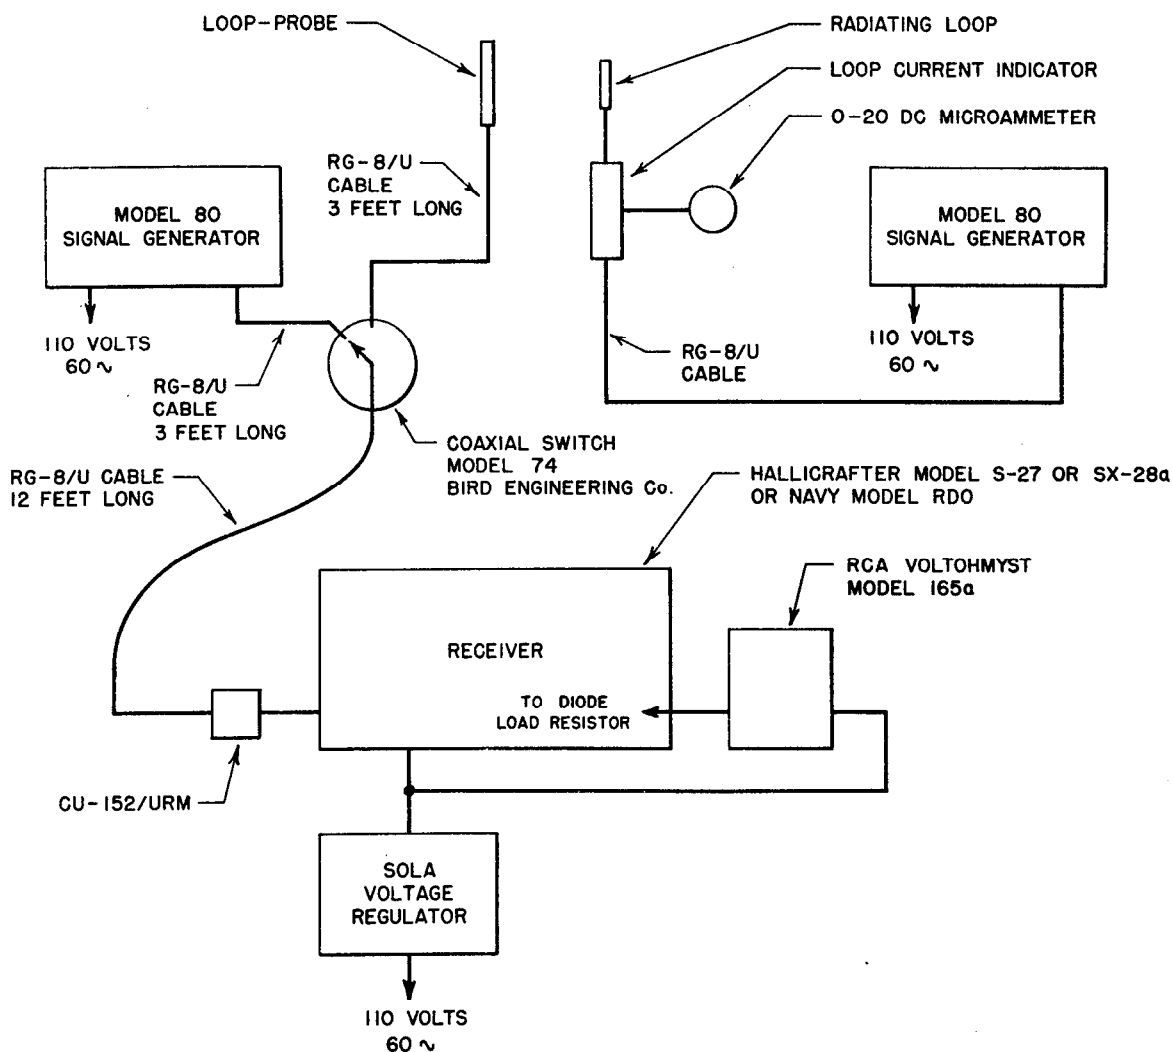 LOOP-PROBE
RADIATING LOOP
LOOP CURRENT INDICATOR
0-20 DC MICROAMMETER
RG-8/U
CABLE
3 FEET LONG
MODEL 80
SIGNAL GENERATOR
MODEL 80
SIGNAL GENERATOR
110 VOLTS
60 ~
RG-8/U
CABLE
3 FEET LONG
RG-8/U
CABLE
110 VOLTS
60 ~
COAXIAL SWITCH
MODEL 74
BIRD ENGINEERING Co.
RG-8/U CABLE
12 FEET LONG
HALLICRAFTER MODEL S-27 OR SX-28a
OR NAVY MODEL RDO
RCA VOLTOHMYST
MODEL 165a
RECEIVER
TO DIODE
LOAD RESISTOR
CU-152/URM
SOLA
VOLTAGE
REGULATOR
110 VOLTS
60 ~